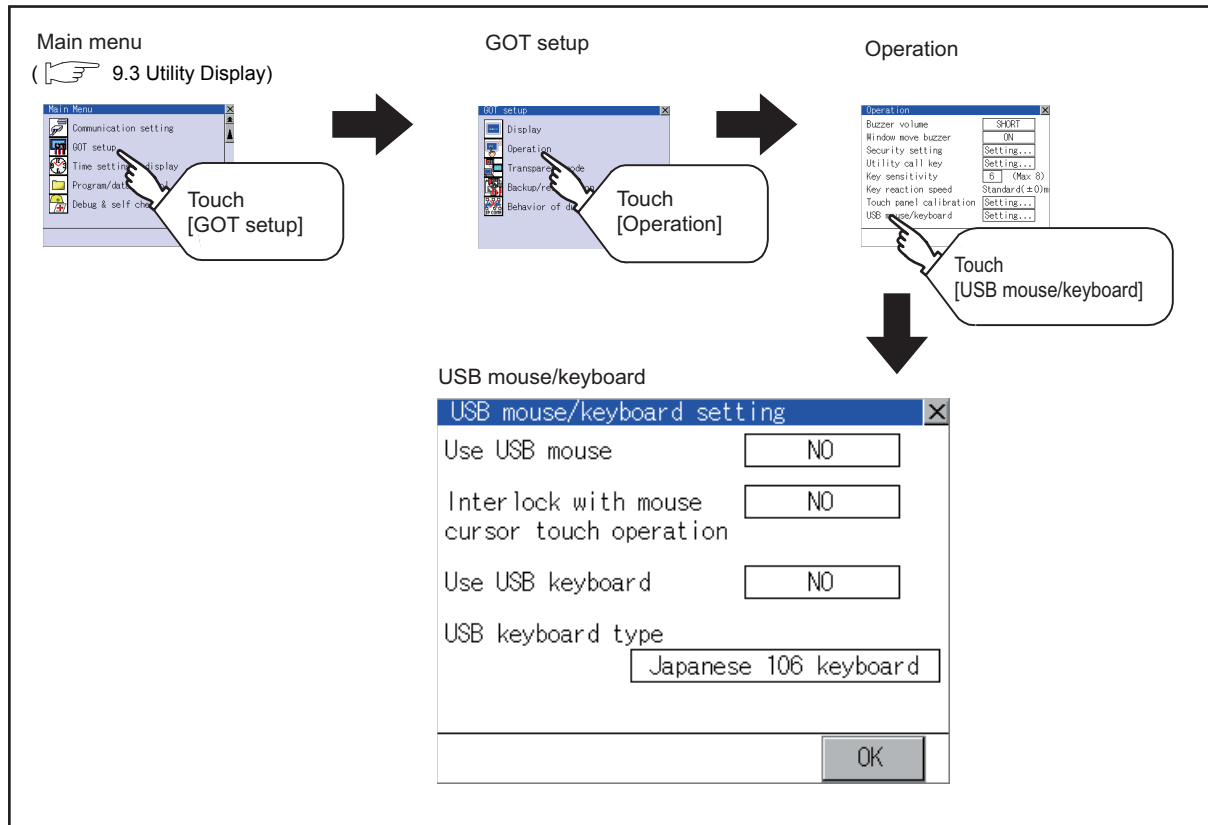 Main menu
( 9.3 Utility Display)
GOT setup
Operation
Main Menu
Communication setting
GOT setup
Time setting display
Program/dat
Debug & self che
Touch
[GOT setup]
GOT setup
Display
Operation
Transpare ode
Backup/re on
Behavior of d
Touch
[Operation]
Operation
Buzzer volume SHORT
Window move buzzer ON
Security setting Setting...
Utility call key Setting...
Key sensitivity 6 (Max 8)
Key reaction speed Standard(±0)m
Touch panel calibration Setting...
USB mouse/keyboard Setting...
Touch
[USB mouse/keyboard]
USB mouse/keyboard
USB mouse/keyboard setting
Use USB mouse NO
Interlock with mouse NO
cursor touch operation
Use USB keyboard NO
USB keyboard type
Japanese 106 keyboard
OK